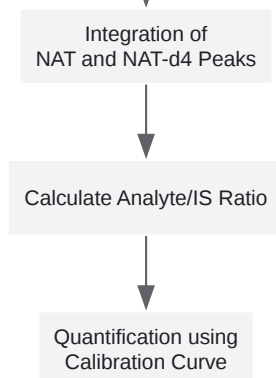 Integration of
NAT and NAT-d4 Peaks
Calculate Analyte/IS Ratio
Quantification using
Calibration Curve